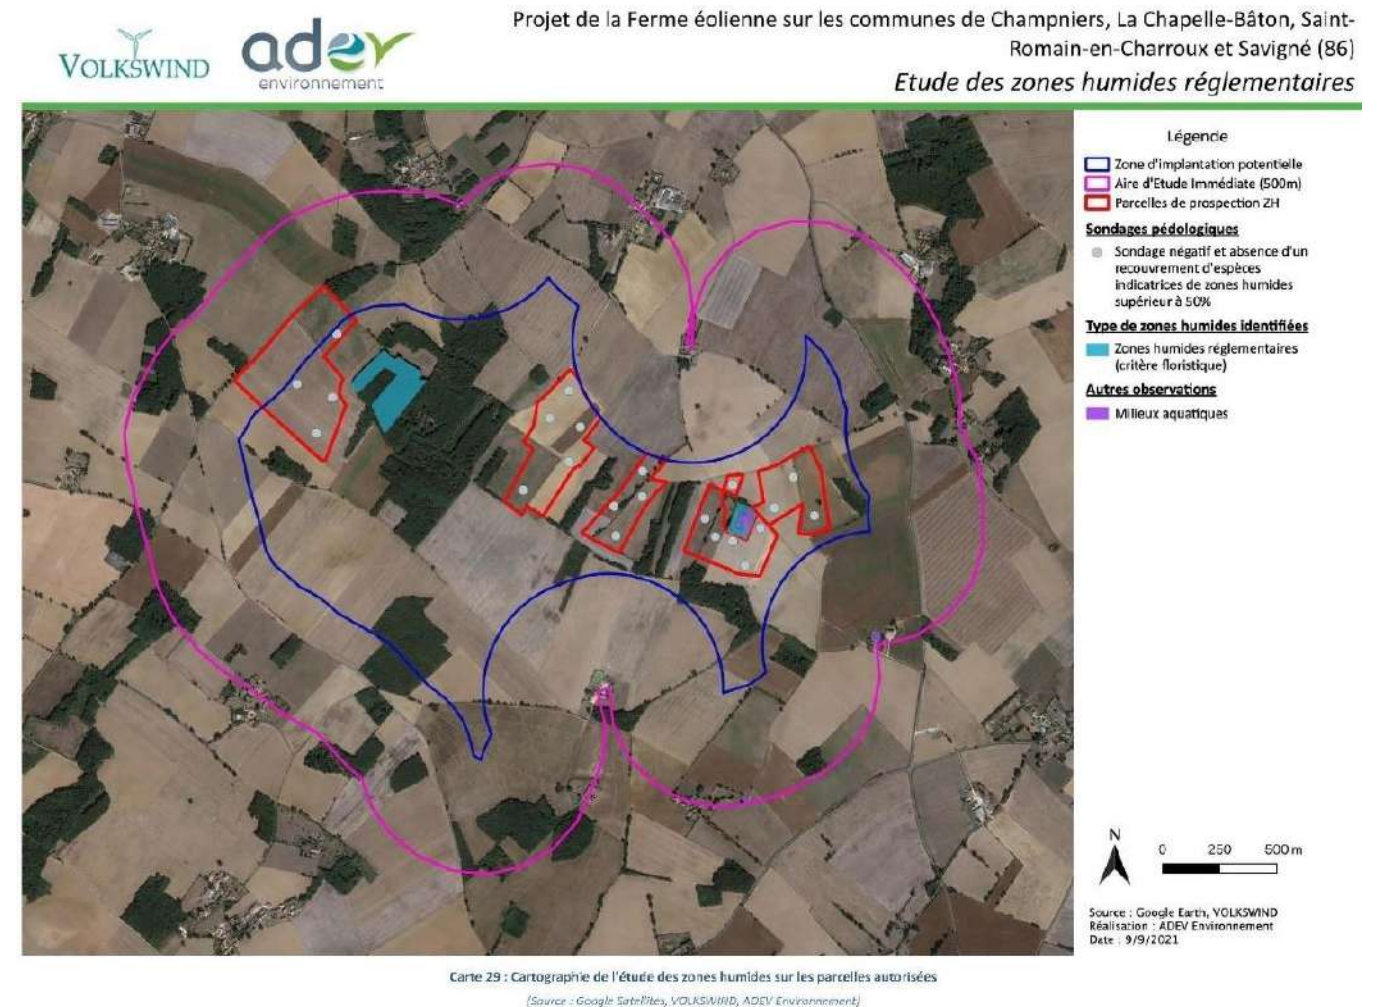 VOLKSWIND
ader
environnement
Projet de la Ferme éolienne sur les communes de Champniers, La Chapelle-Bâton, Saint-
Romain-en-Charroux et Savigné (86)
Etude des zones humides réglementaires
Légende
Zone d'implantation potentielle
Aire d'Etude Immédiate (500m)
Parcelles de prospection ZH
Sondages pédologiques
Sondage négatif et absence d'un
recouvrement d'espèces
indicatrices de zones humides
supérieur à 50%
Type de zones humides identifiées
Zones humides réglementaires
(critère floristique)
Autres observations
Milieux aquatiques
N
0 250 500 m
Source : Google Earth, VOLKSWIND
Réalisation : ADEV Environnement
Date : 9/9/2021
Carte 29 : Cartographie de l'étude des zones humides sur les parcelles autorisées
(Source : Google Satellites, VOLKSWIND, ADEV Environnement)